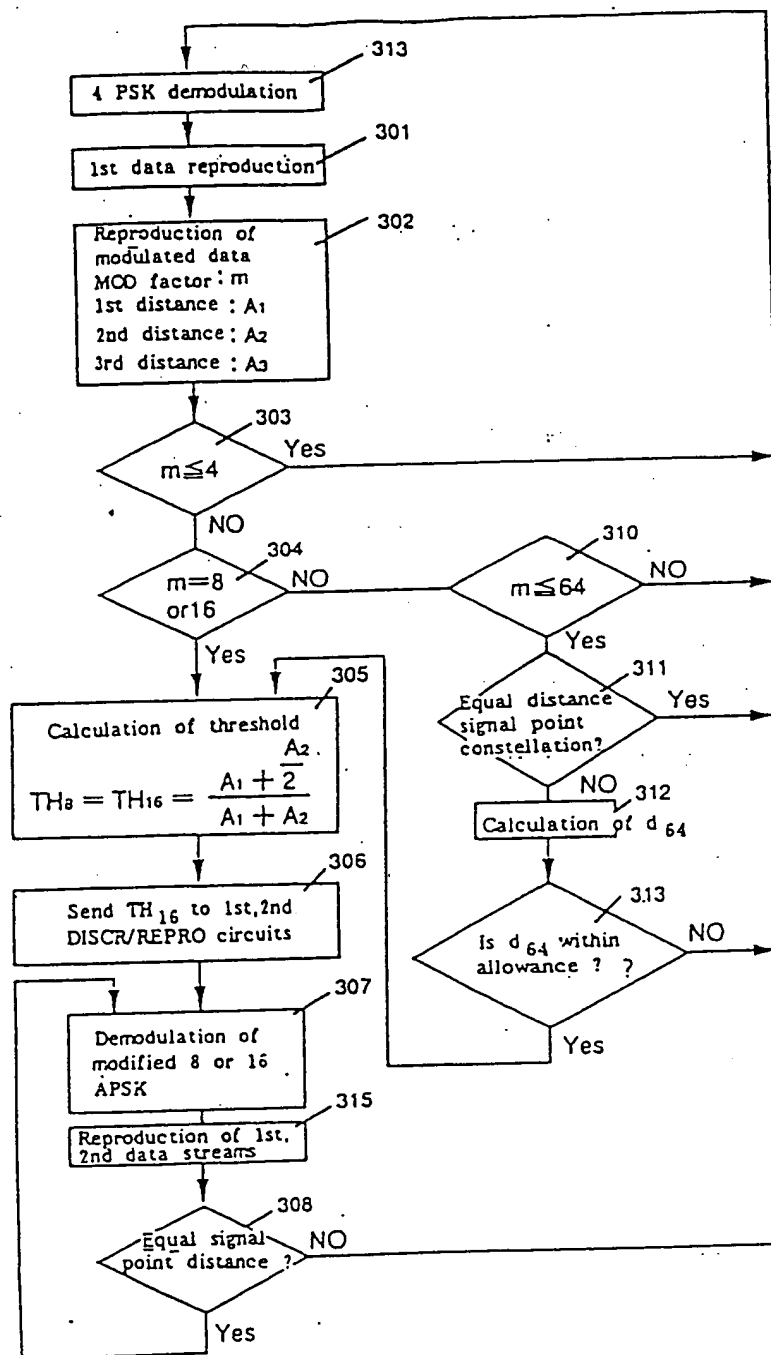 313
4 PSK demodulation
301
1st data reproduction
302
Reproduction of
modulated data
MOD factor : m
1st distance : A1
2nd distance : A2
3rd distance : A3
303
m≦4
Yes
NO
304
m=8
or16
NO
Yes
310
m≦64
NO
Yes
311
Equal distance
signal point
constellation?
Yes
NO
305
Calculation of threshold
TH8 = TH16 = (A1 + A2/2) / (A1 + A2)
312
Calculation of d64
306
Send TH16 to 1st,2nd
DISCR/REPRO circuits
313
Is d64 within
allowance ? ?
NO
Yes
307
Demodulation of
modified 8 or 16
APSK
315
Reproduction of 1st,
2nd data streams
308
Equal signal
point distance ?
NO
Yes